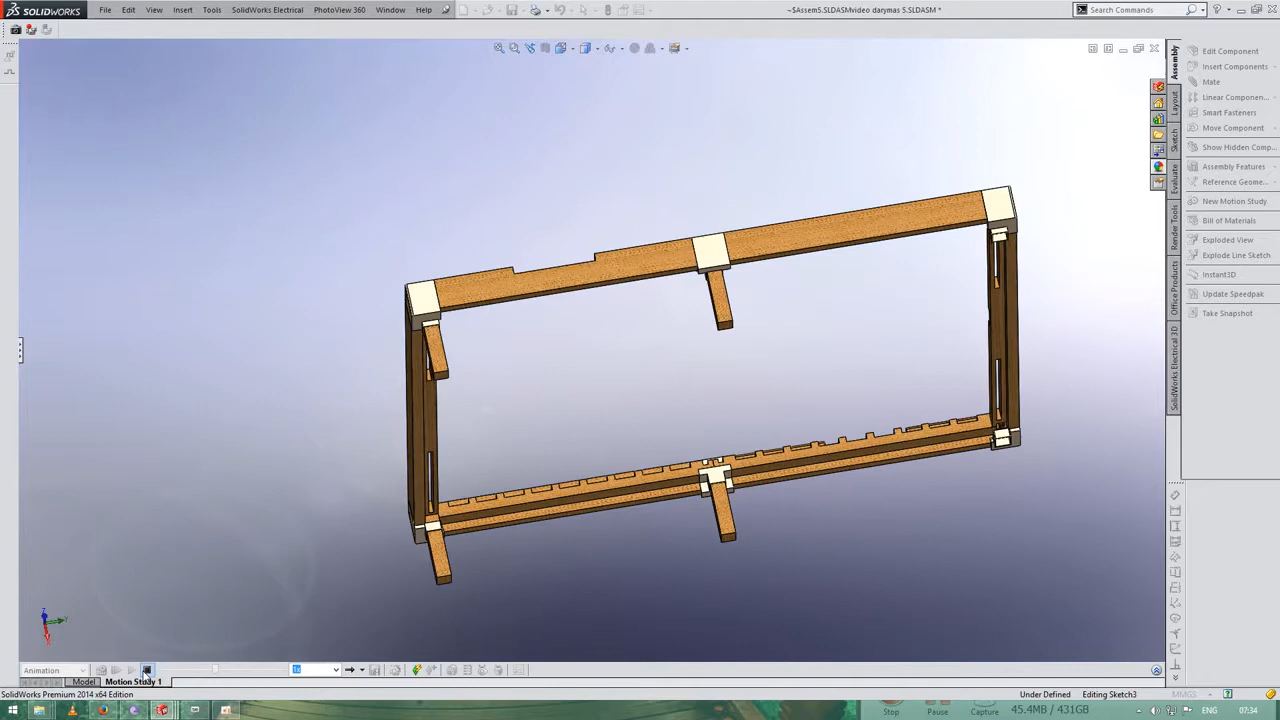 SOLIDWORKS File Edit View Insert Tools SolidWorks Electrical PhotoView 360 Window Help ~$Assem5.SLDASMvideo darymas 5.SLDASM * Search Commands
Assembly
Layout
Sketch
Evaluate
Render Tools
Office Products
SolidWorks Electrical 3D
Edit Component
Insert Components
Mate
Linear Componen...
Smart Fasteners
Move Component
Show Hidden Comp...
Assembly Features
Reference Geome...
New Motion Study
Bill of Materials
Exploded View
Explode Line Sketch
Instant3D
Update Speedpak
Take Snapshot
Z
Y
X
Animation
Model Motion Study 1
SolidWorks Premium 2014 x64 Edition Under Defined Editing Sketch3 MMGS
Stop Pause Capture 45.4MB / 431GB ENG 07:34